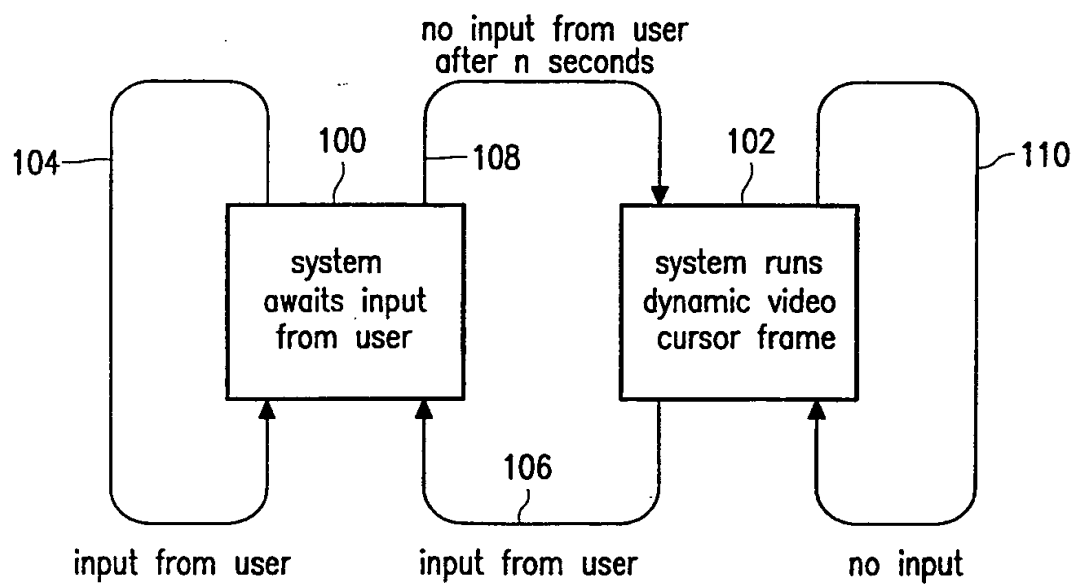 no input from user
after n seconds
104
100
108
102
110
system
awaits input
from user
system runs
dynamic video
cursor frame
106
input from user
input from user
no input